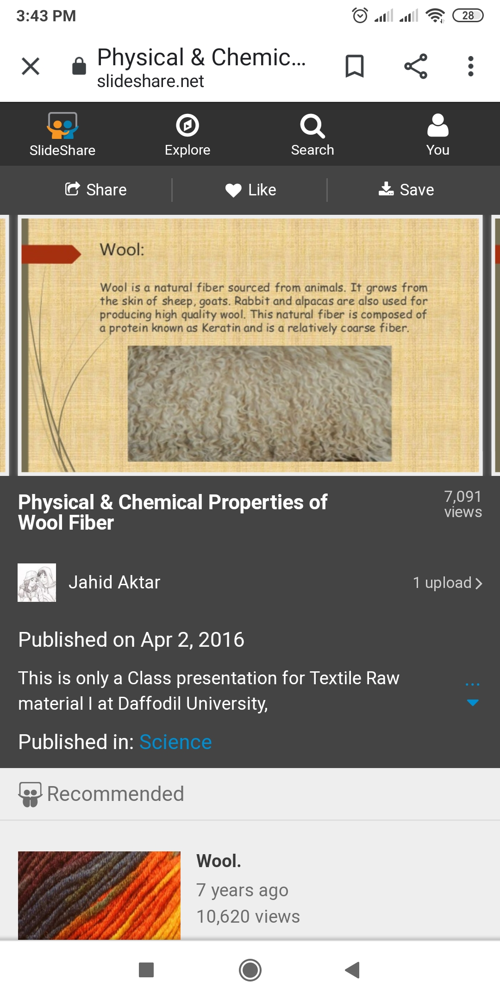 3:43 PM
28
Physical & Chemic...
slideshare.net
SlideShare
Explore
Search
You
Share
Like
Save
Wool:
Wool is a natural fiber sourced from animals. It grows from
the skin of sheep, goats. Rabbit and alpacas are also used for
producing high quality wool. This natural fiber is composed of
a protein known as Keratin and is a relatively coarse fiber.
Physical & Chemical Properties of
Wool Fiber
7,091
views
Jahid Aktar
1 upload
Published on Apr 2, 2016
This is only a Class presentation for Textile Raw
material I at Daffodil University,
...
Published in: Science
Recommended
Wool.
7 years ago
10,620 views